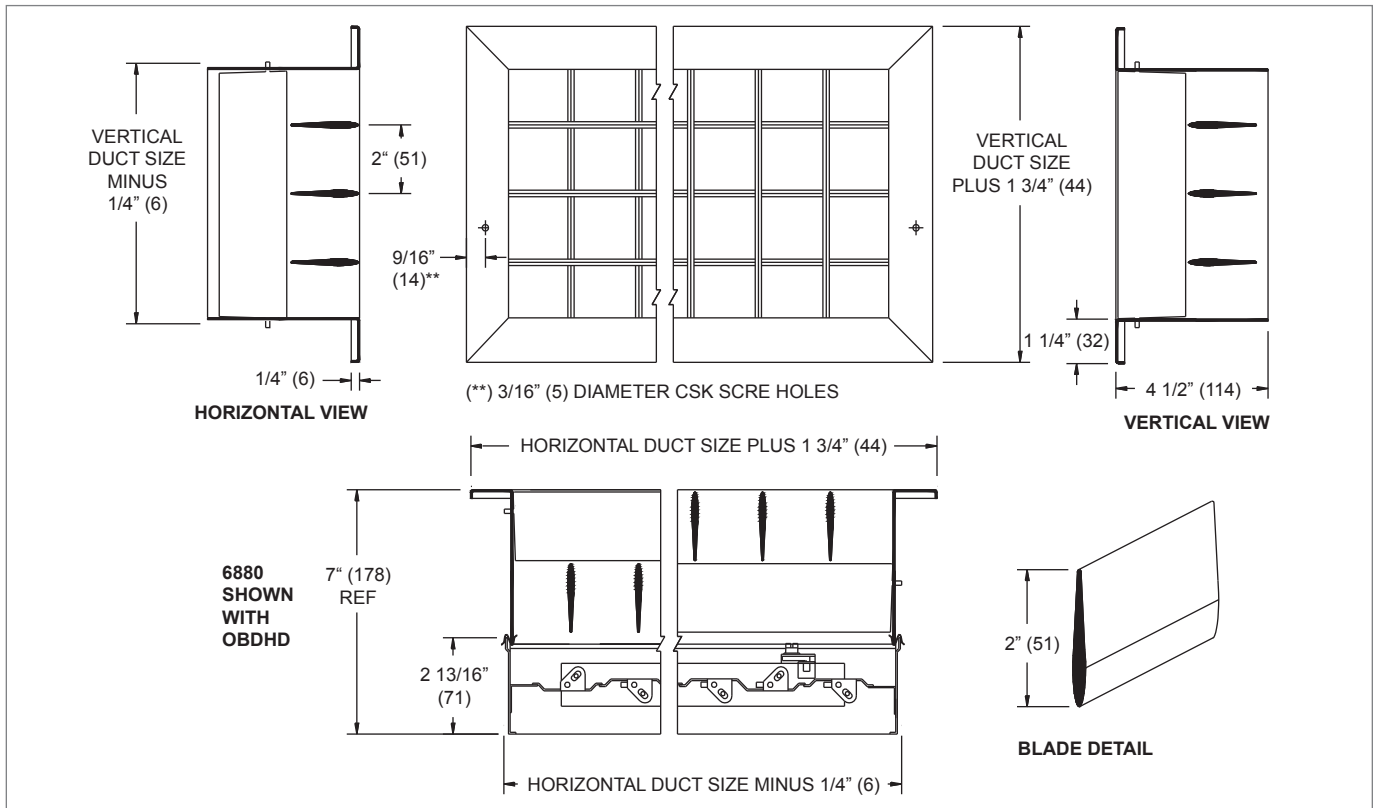 VERTICAL
DUCT SIZE
MINUS
1/4” (6)
2“ (51)
9/16”
(14)**
VERTICAL
DUCT SIZE
PLUS 1 3/4” (44)
1 1/4” (32)
1/4” (6)
4 1/2” (114)
HORIZONTAL VIEW
(**) 3/16” (5) DIAMETER CSK SCRE HOLES
VERTICAL VIEW
HORIZONTAL DUCT SIZE PLUS 1 3/4” (44)
6880
SHOWN
WITH
OBDHD
7“ (178)
REF
2 13/16”
(71)
2” (51)
BLADE DETAIL
HORIZONTAL DUCT SIZE MINUS 1/4” (6)